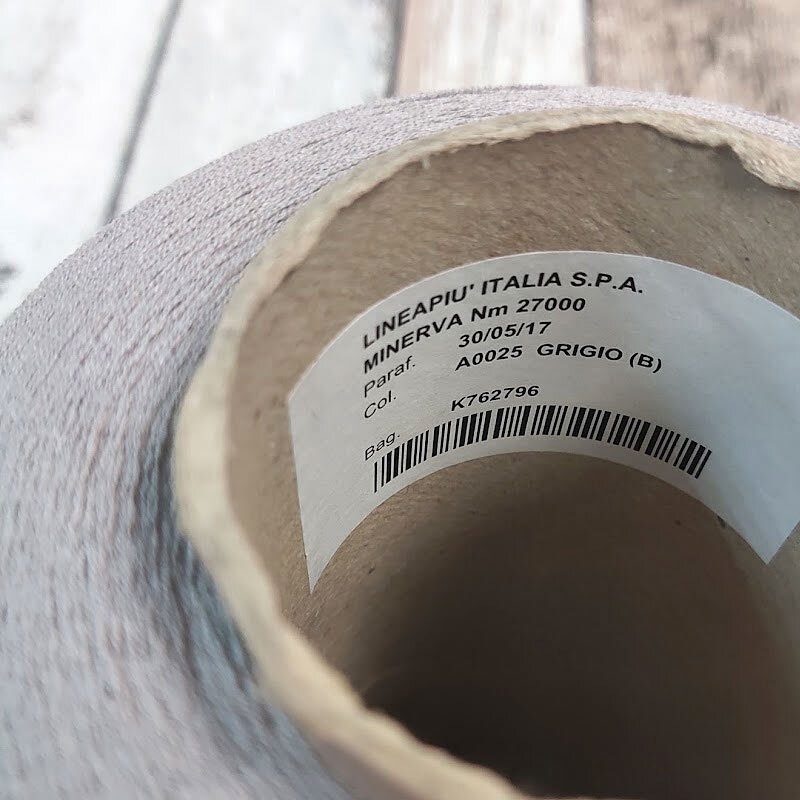 LINEAPIU' ITALIA S.P.A.
MINERVA Nm 27000
Paraf. 30/05/17
Col. A0025 GRIGIO (B)
Bag. K762796